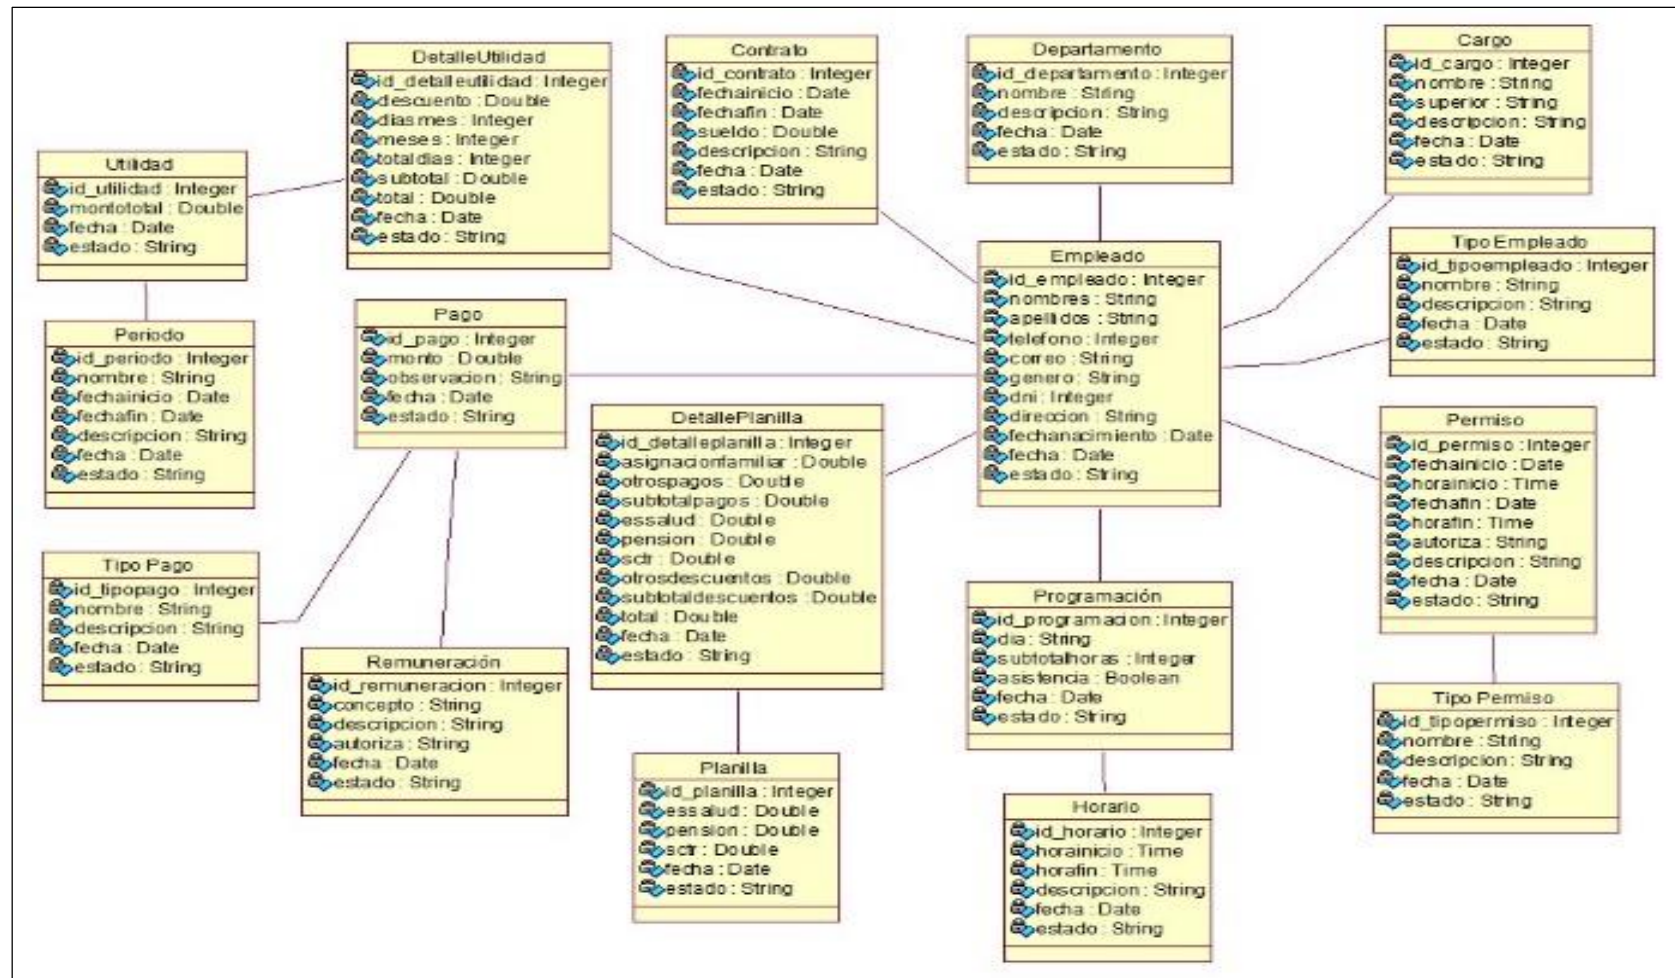 DetalleUtilidad
id_detalleutilidad : Integer
descuento : Double
diasmes : Integer
meses : Integer
totaldias : Integer
subtotal : Double
total : Double
fecha : Date
estado : String
Contrato
id_contrato : Integer
fechainicio : Date
fechafin : Date
sueldo : Double
descripcion : String
fecha : Date
estado : String
Departamento
id_departamento : Integer
nombre : String
descripcion : String
fecha : Date
estado : String
Cargo
id_cargo : Integer
nombre : String
superior : String
descripcion : String
fecha : Date
estado : String
Utilidad
id_utilidad : Integer
montototal : Double
fecha : Date
estado : String
Empleado
id_empleado : Integer
nombres : String
apellidos : String
telefono : Integer
correo : String
genero : String
dni : Integer
direccion : String
fechanacimiento : Date
fecha : Date
estado : String
Tipo Empleado
id_tipoempleado : Integer
nombre : String
descripcion : String
fecha : Date
estado : String
Periodo
id_periodo : Integer
nombre : String
fechainicio : Date
fechafin : Date
descripcion : String
fecha : Date
estado : String
Pago
id_pago : Integer
monto : Double
observacion : String
fecha : Date
estado : String
DetallePlanilla
id_detalleplanilla : Integer
asignacionfamiliar : Double
otrospagos : Double
subtotalpagos : Double
essalud : Double
pension : Double
sctr : Double
otrosdescuentos : Double
subtotaldescuentos : Double
total : Double
fecha : Date
estado : String
Permiso
id_permiso : Integer
fechainicio : Date
horainicio : Time
fechafin : Date
horafin : Time
autoriza : String
descripcion : String
fecha : Date
estado : String
Tipo Pago
id_tipopago : Integer
nombre : String
descripcion : String
fecha : Date
estado : String
Remuneración
id_remuneracion : Integer
concepto : String
descripcion : String
autoriza : String
fecha : Date
estado : String
Programación
id_programacion : Integer
dia : String
subtotalhoras : Integer
asistencia : Boolean
fecha : Date
estado : String
Tipo Permiso
id_tipopermiso : Integer
nombre : String
descripcion : String
fecha : Date
estado : String
Planilla
id_planilla : Integer
essalud : Double
pension : Double
sctr : Double
fecha : Date
estado : String
Horario
id_horario : Integer
horainicio : Time
horafin : Time
descripcion : String
fecha : Date
estado : String